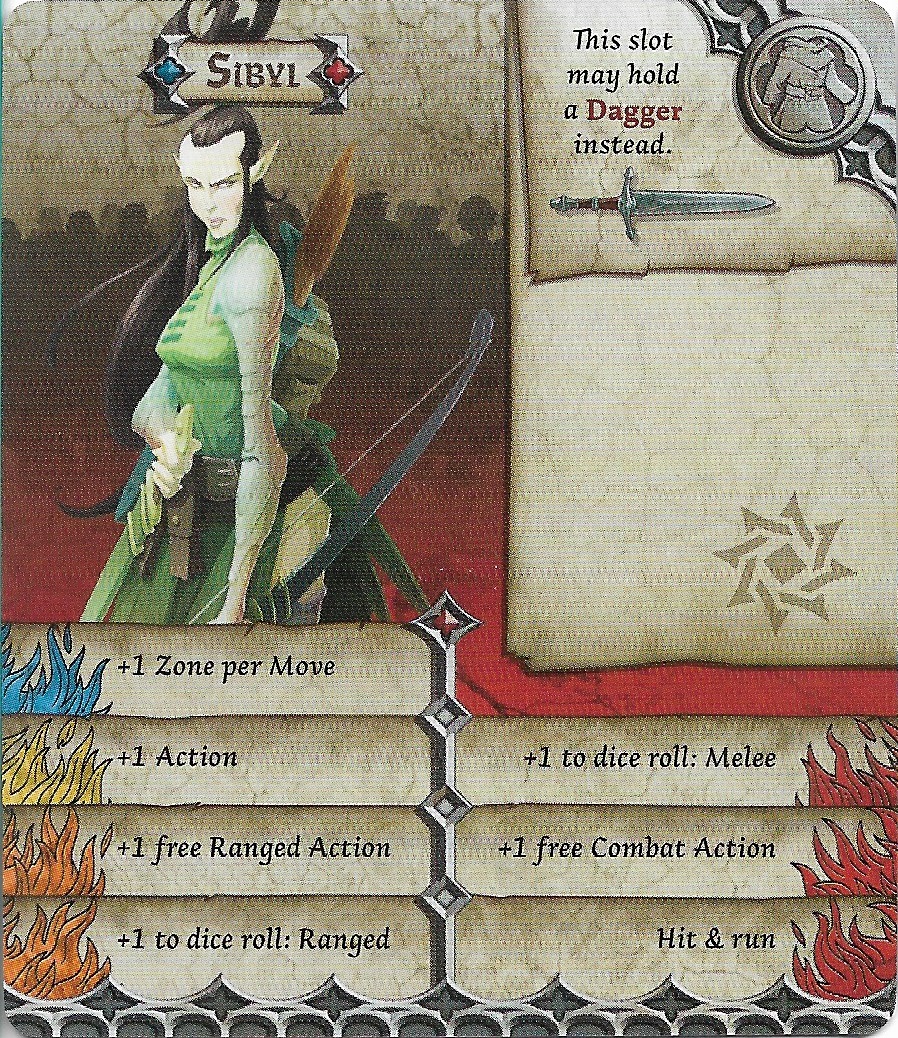 Sibyl
This slot
may hold
a Dagger
instead.
+1 Zone per Move
+1 Action
+1 free Ranged Action
+1 to dice roll: Ranged
+1 to dice roll: Melee
+1 free Combat Action
Hit & run